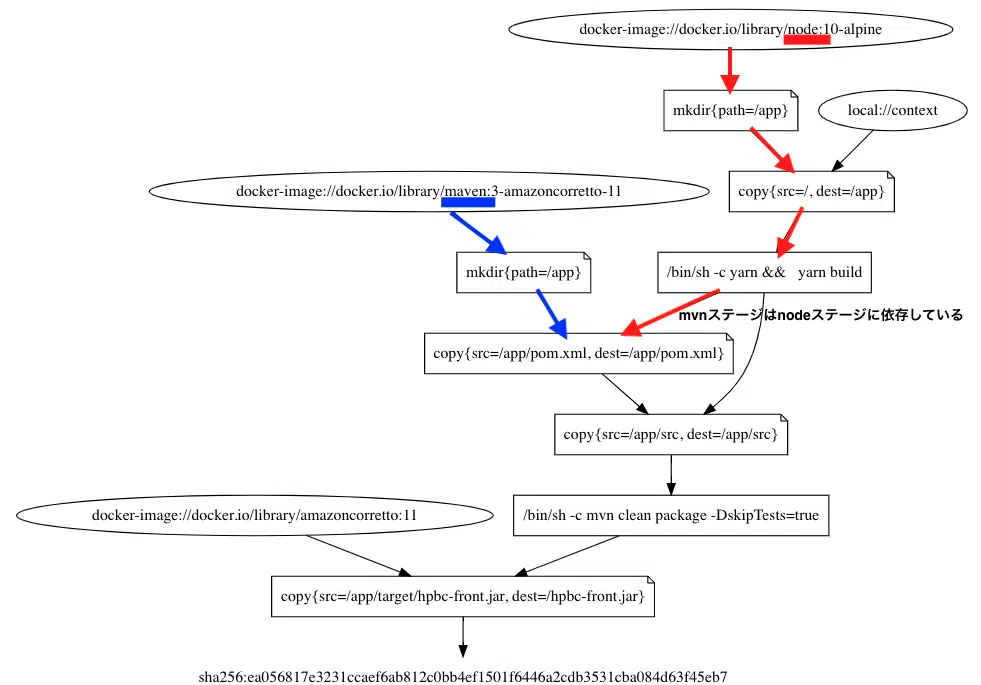 docker-image://docker.io/library/node:10-alpine
mkdir{path=/app}
local://context
docker-image://docker.io/library/maven:3-amazoncorretto-11
copy{src=/, dest=/app}
mkdir{path=/app}
/bin/sh -c yarn &&   yarn build
mvnステージはnodeステージに依存している
copy{src=/app/pom.xml, dest=/app/pom.xml}
copy{src=/app/src, dest=/app/src}
docker-image://docker.io/library/amazoncorretto:11
/bin/sh -c mvn clean package -DskipTests=true
copy{src=/app/target/hpbc-front.jar, dest=/hpbc-front.jar}
sha256:ea056817e3231ccaef6ab812c0bb4ef1501f6446a2cdb3531cba084d63f45eb7